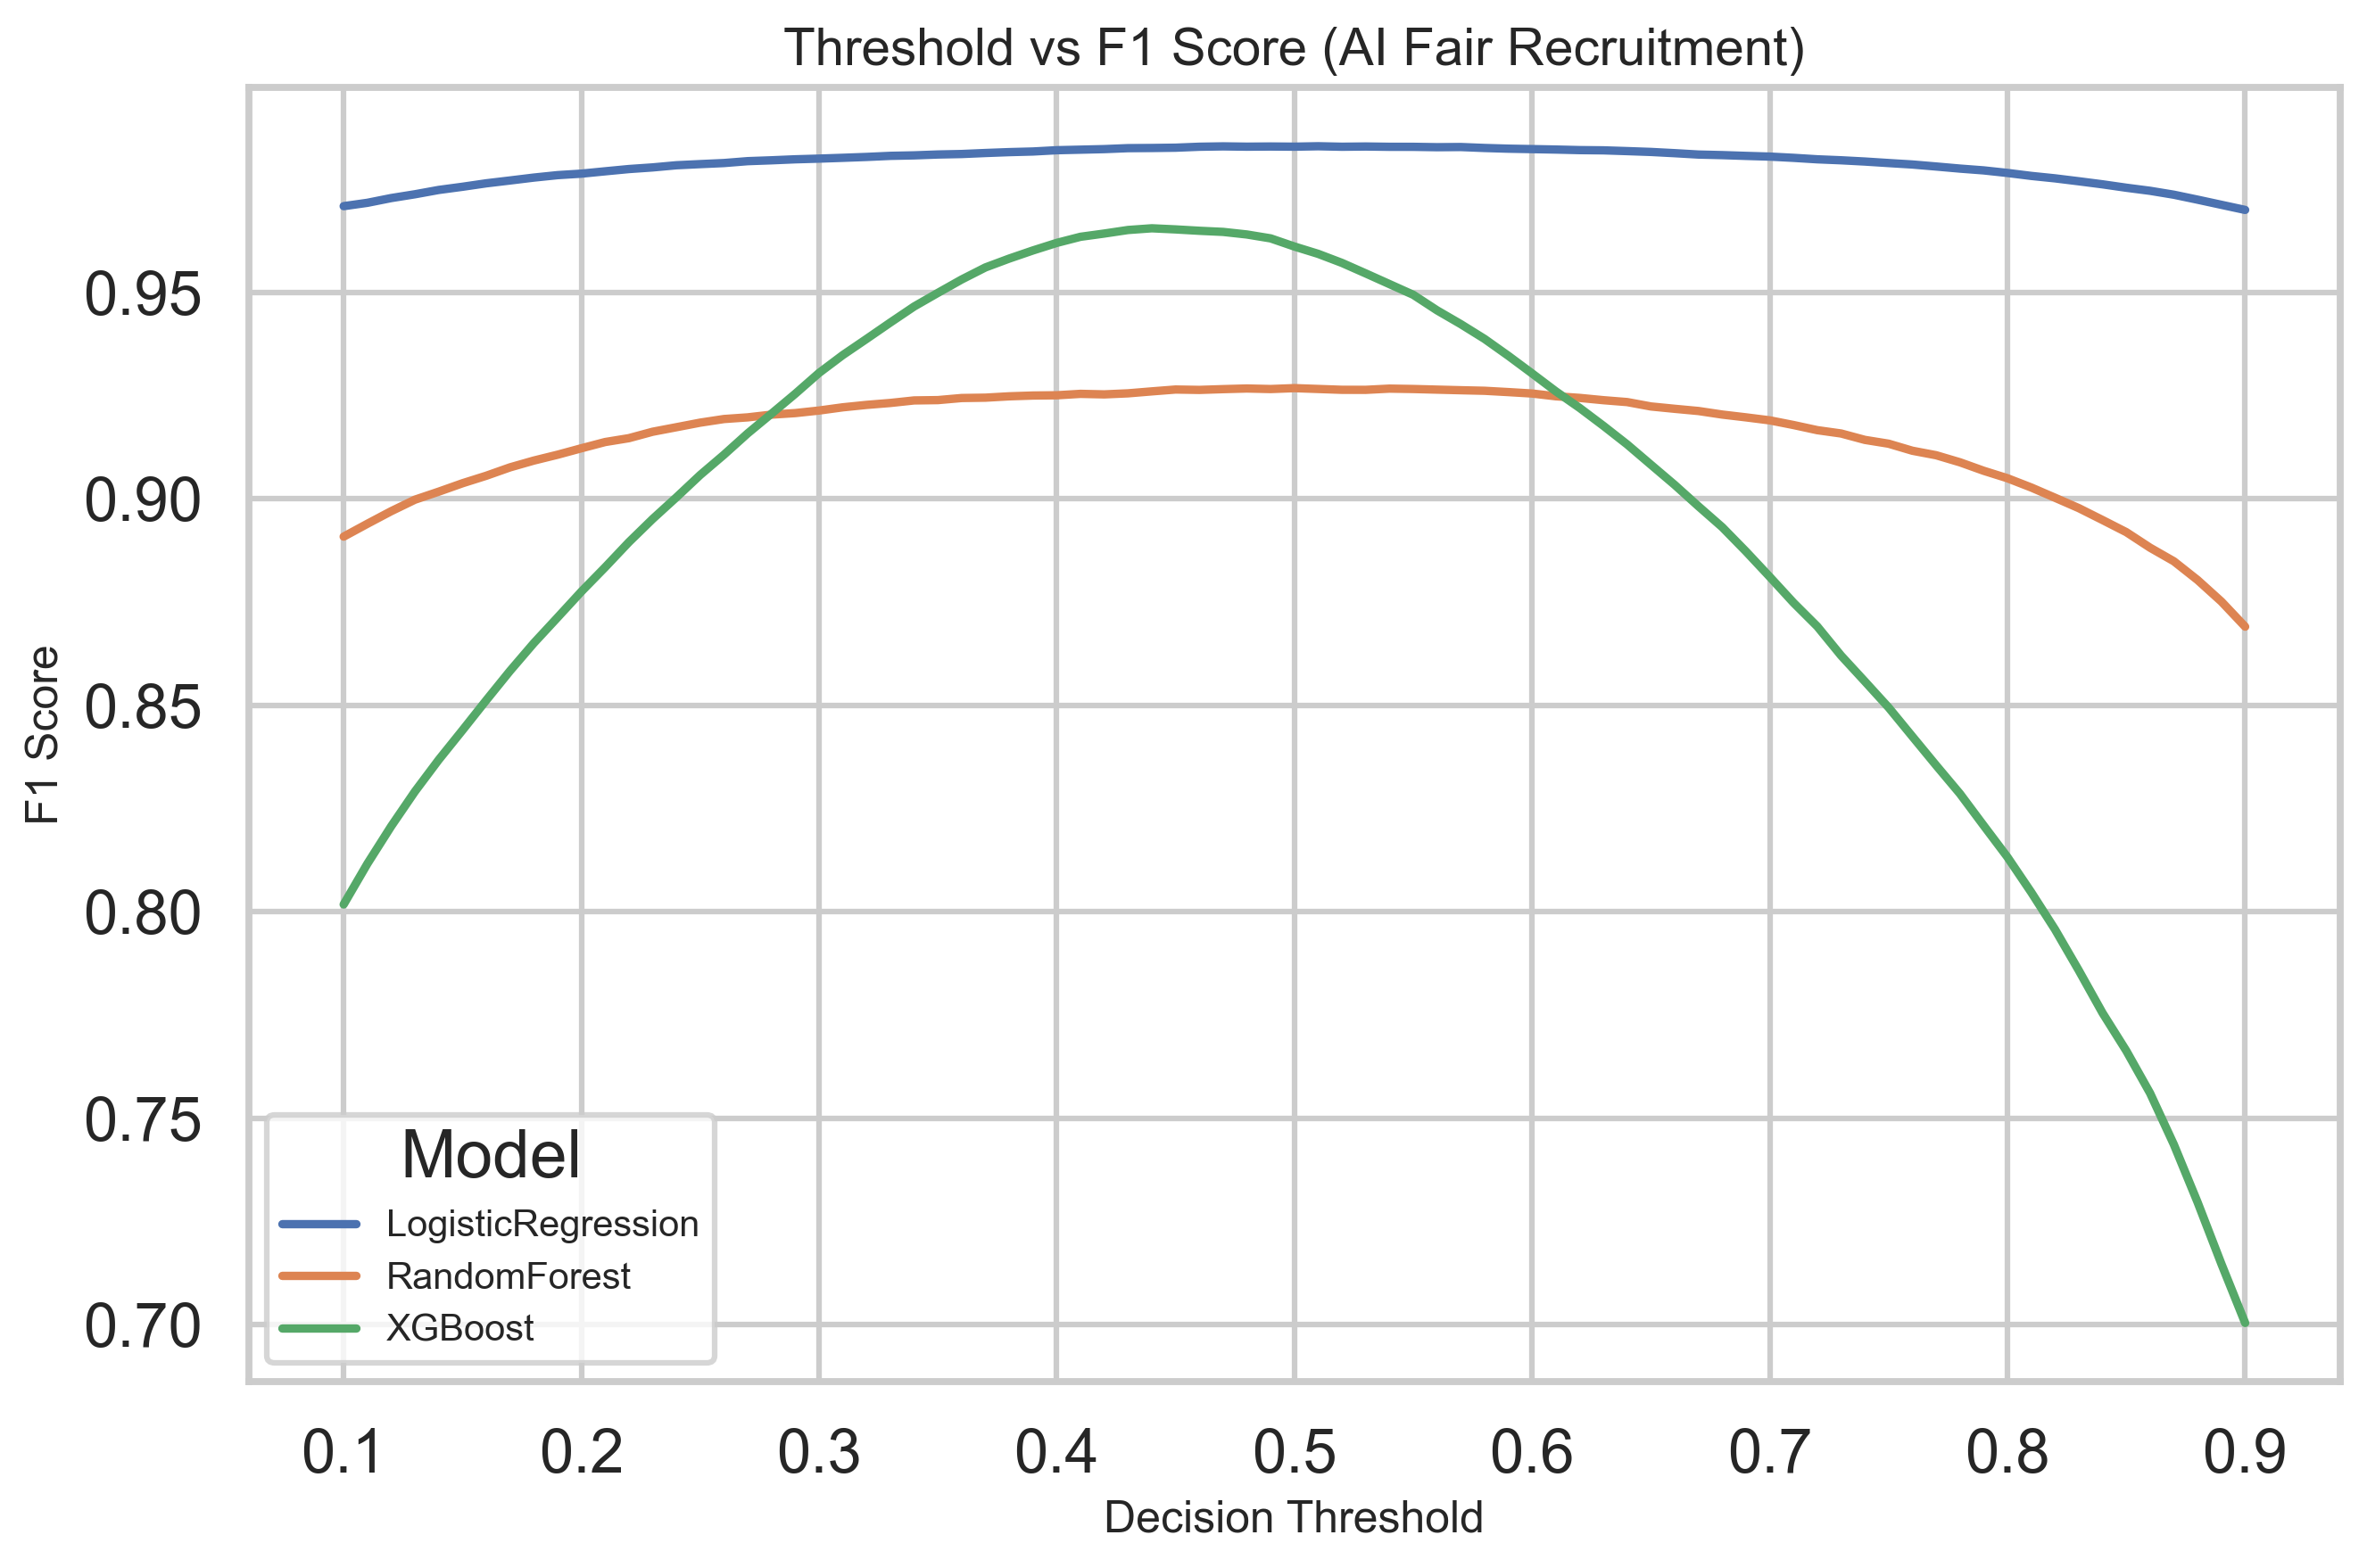 Threshold vs F1 Score (AI Fair Recruitment)
F1 Score
0.95
0.90
0.85
0.80
0.75
0.70
Model
LogisticRegression
RandomForest
XGBoost
0.1 0.2 0.3 0.4 0.5 0.6 0.7 0.8 0.9
Decision Threshold